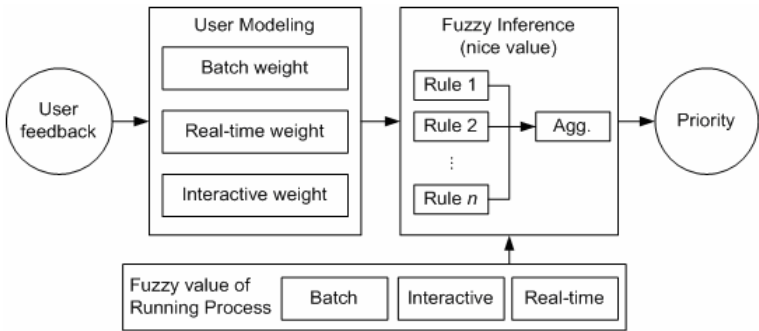 User
feedback
User Modeling
Batch weight
Real-time weight
Interactive weight
Fuzzy Inference
(nice value)
Rule 1
Rule 2
⋮
Rule n
Agg.
Priority
Fuzzy value of
Running Process
Batch
Interactive
Real-time